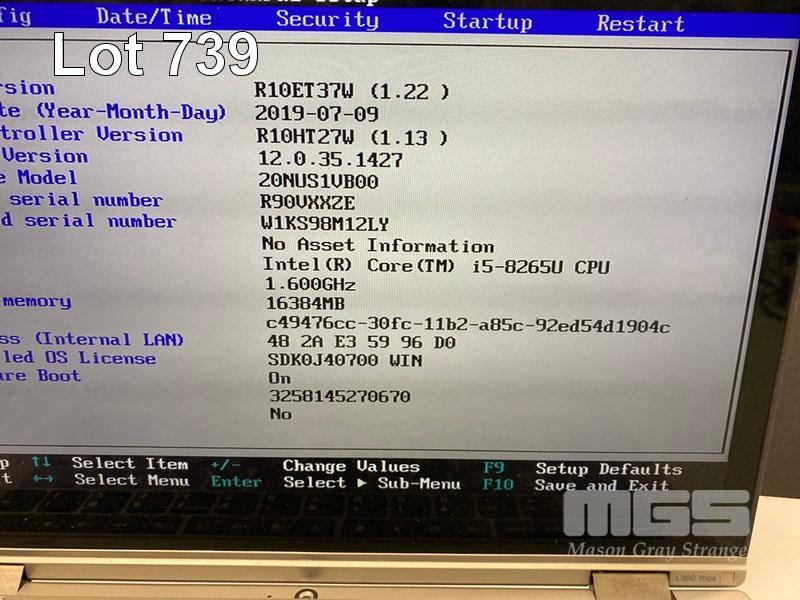 fig Date/Time Security Startup Restart
Lot 739
rsion R10ET37W (1.22 )
te (Year-Month-Day) 2019-07-09
troller Version R10HT27W (1.13 )
Version 12.0.35.1427
e Model 20NUS1VB00
serial number R90VXXZE
d serial number W1KS98M12LY
No Asset Information
Intel(R) Core(TM) i5-8265U CPU
1.600GHz
memory 16384MB
c49476cc-30fc-11b2-a85c-92ed54d1904c
ss (Internal LAN) 48 2A E3 59 96 D0
led OS License SDK0J40700 WIN
ure Boot On
3258145270670
No
p ↑↓ Select Item +/- Change Values F9 Setup Defaults
t ←→ Select Menu Enter Select ▶ Sub-Menu F10 Save and Exit
MGS
Mason Gray Strange
L390 Yoga